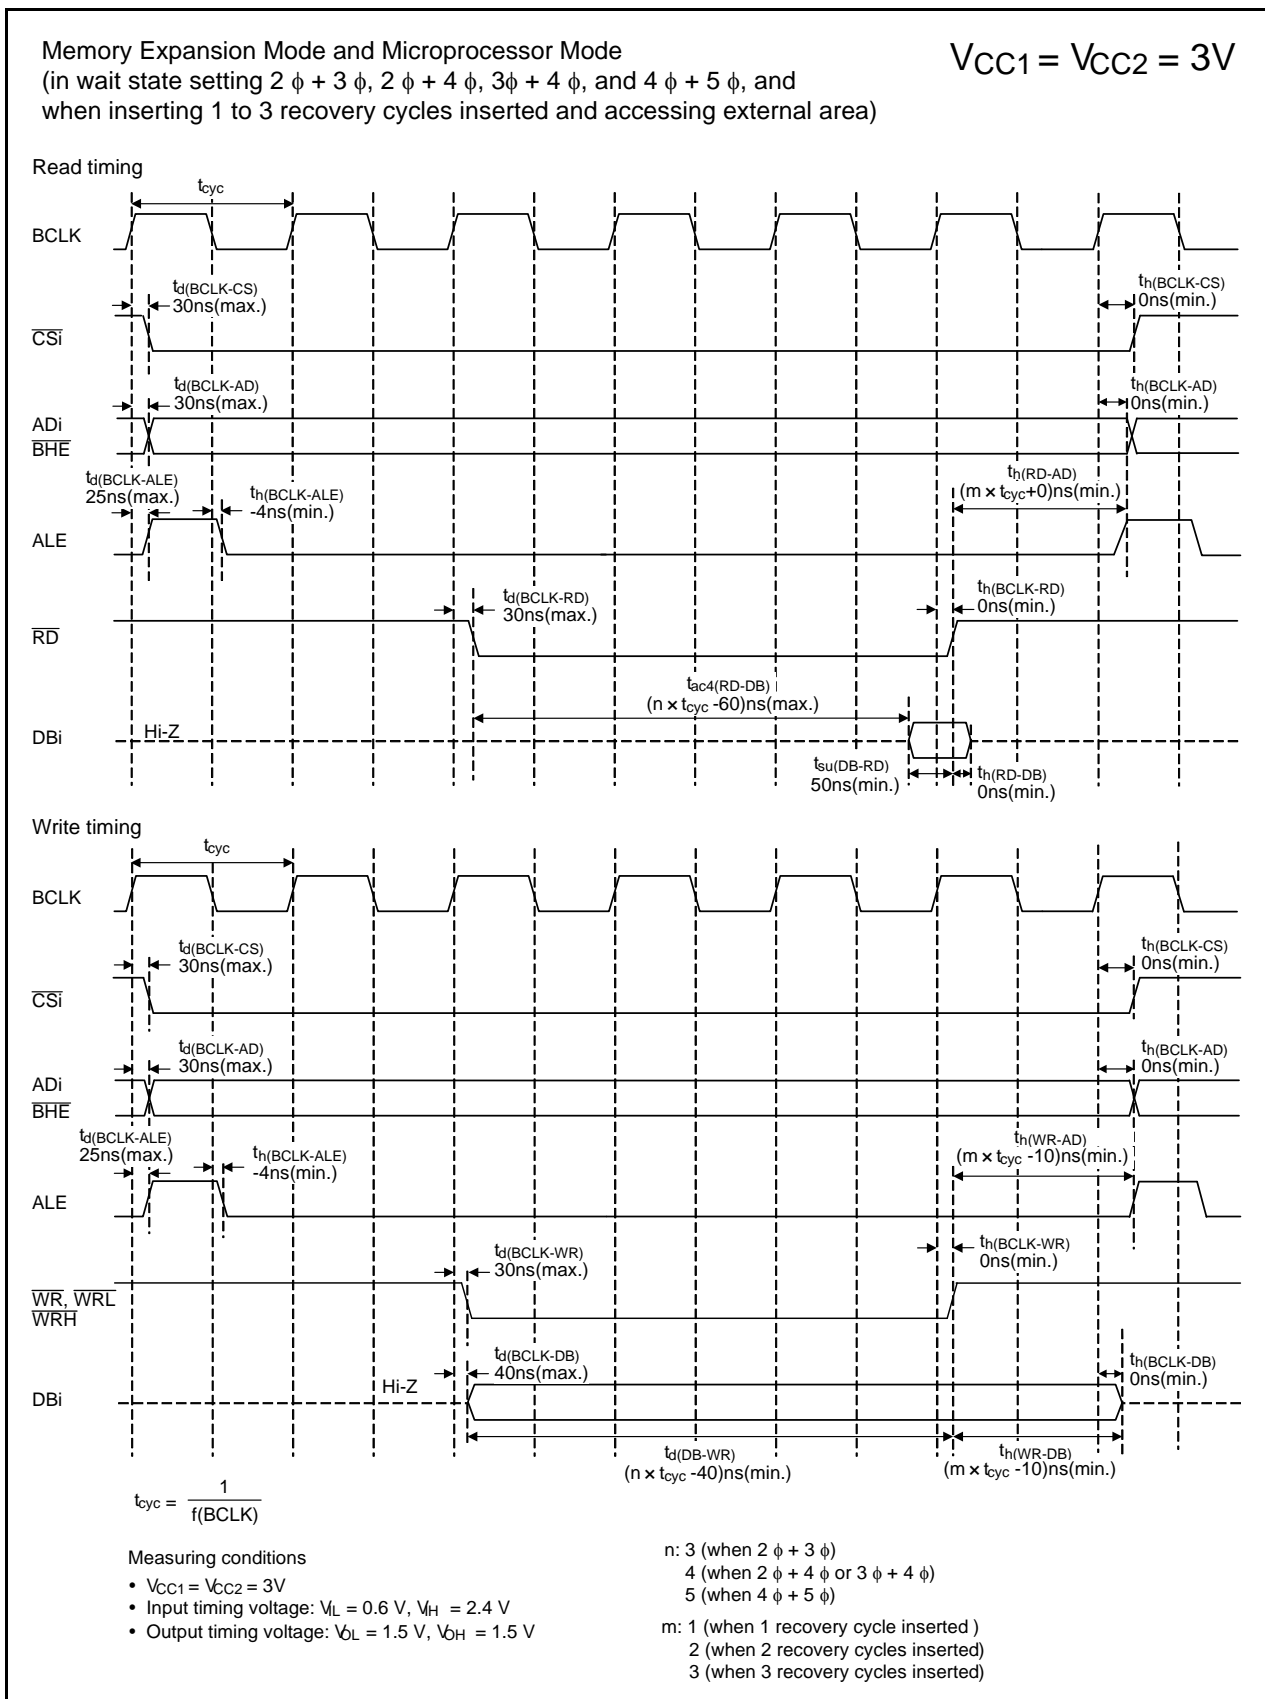 Memory Expansion Mode and Microprocessor Mode
(in wait state setting 2 ϕ + 3 ϕ, 2 ϕ + 4 ϕ, 3ϕ + 4 ϕ, and 4 ϕ + 5 ϕ, and
when inserting 1 to 3 recovery cycles inserted and accessing external area)
VCC1 = VCC2 = 3V
Read timing
tcyc
BCLK
td(BCLK-CS)
30ns(max.)
th(BCLK-CS)
0ns(min.)
CSi
td(BCLK-AD)
30ns(max.)
th(BCLK-AD)
0ns(min.)
ADi
BHE
td(BCLK-ALE)
25ns(max.)
th(BCLK-ALE)
-4ns(min.)
th(RD-AD)
(m × tcyc+0)ns(min.)
ALE
td(BCLK-RD)
30ns(max.)
th(BCLK-RD)
0ns(min.)
RD
tac4(RD-DB)
(n × tcyc -60)ns(max.)
DBi
Hi-Z
tsu(DB-RD)
50ns(min.)
th(RD-DB)
0ns(min.)
Write timing
tcyc
BCLK
td(BCLK-CS)
30ns(max.)
th(BCLK-CS)
0ns(min.)
CSi
td(BCLK-AD)
30ns(max.)
th(BCLK-AD)
0ns(min.)
ADi
BHE
td(BCLK-ALE)
25ns(max.)
th(BCLK-ALE)
-4ns(min.)
th(WR-AD)
(m × tcyc -10)ns(min.)
ALE
td(BCLK-WR)
30ns(max.)
th(BCLK-WR)
0ns(min.)
WR, WRL
WRH
td(BCLK-DB)
40ns(max.)
th(BCLK-DB)
0ns(min.)
Hi-Z
DBi
td(DB-WR)
(n × tcyc -40)ns(min.)
th(WR-DB)
(m × tcyc -10)ns(min.)
tcyc = 1
f(BCLK)
Measuring conditions
• VCC1 = VCC2 = 3V
• Input timing voltage: VIL = 0.6 V, VIH = 2.4 V
• Output timing voltage: VOL = 1.5 V, VOH = 1.5 V
n: 3 (when 2 ϕ + 3 ϕ)
4 (when 2 ϕ + 4 ϕ or 3 ϕ + 4 ϕ)
5 (when 4 ϕ + 5 ϕ)
m: 1 (when 1 recovery cycle inserted )
2 (when 2 recovery cycles inserted)
3 (when 3 recovery cycles inserted)